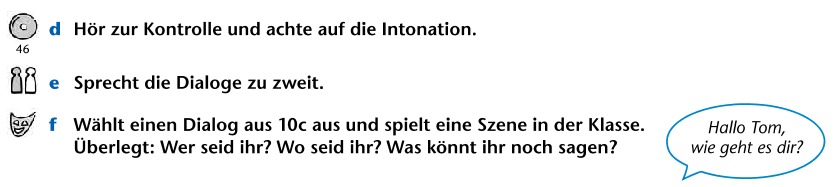 d Hör zur Kontrolle und achte auf die Intonation.
46
e Sprecht die Dialoge zu zweit.
f Wählt einen Dialog aus 10c aus und spielt eine Szene in der Klasse.
Überlegt: Wer seid ihr? Wo seid ihr? Was könnt ihr noch sagen?
Hallo Tom,
wie geht es dir?